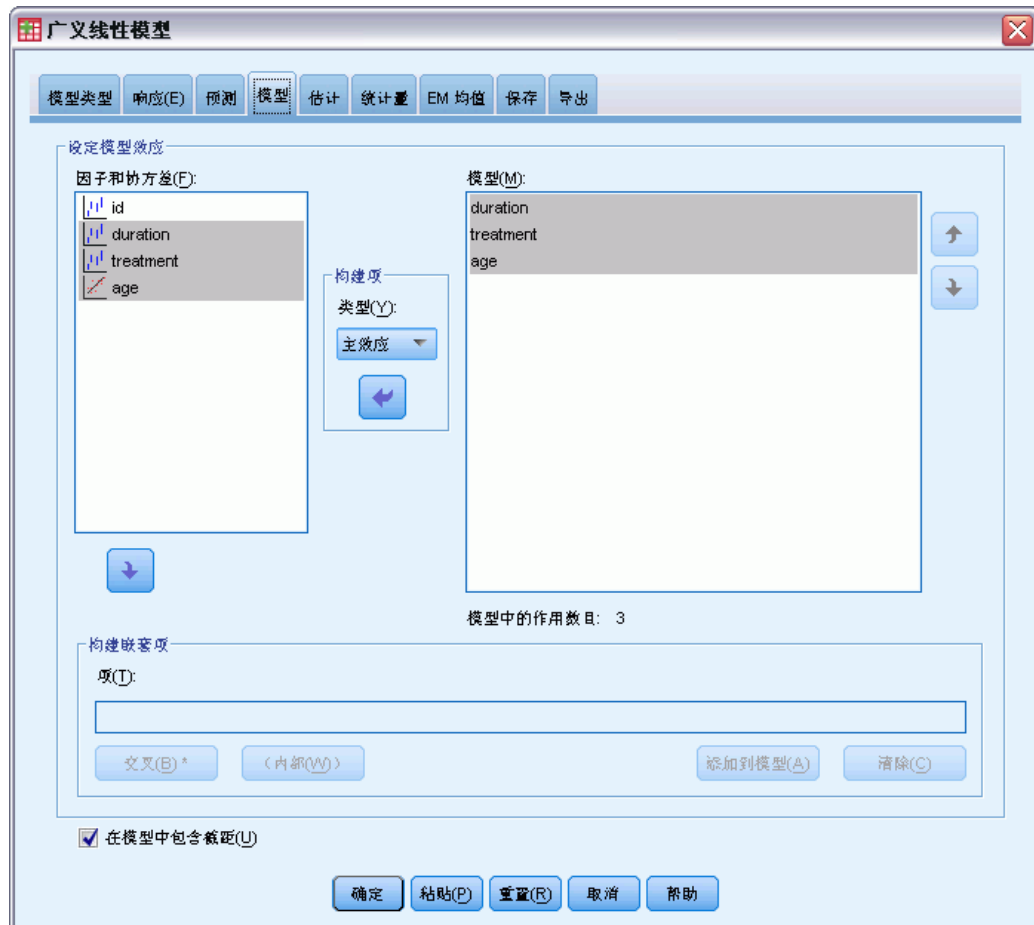 广义线性模型
模型类型 响应(E) 预测 模型 估计 统计量 EM 均值 保存 导出
设定模型效应
因子和协方差(F):
id
duration
treatment
age
构建项
类型(Y):
主效应
模型(M):
duration
treatment
age
模型中的作用数目: 3
构建嵌套项
项(T):
交叉(B) * (内部(W)) 添加到模型(A) 清除(C)
在模型中包含截距(U)
确定 粘贴(P) 重置(R) 取消 帮助